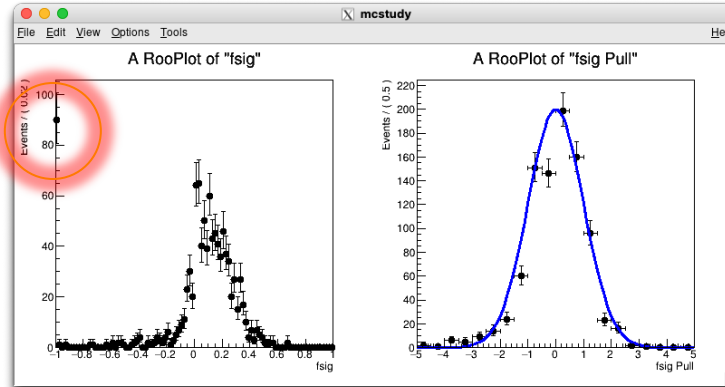 mcstudy
File Edit View Options Tools He
A RooPlot of "fsig" A RooPlot of "fsig Pull"
Events / ( 0.02 )
100
80
60
40
20
0
−1 −0.8 −0.6 −0.4 −0.2 0 0.2 0.4 0.6 0.8 1
fsig
Events / ( 0.5 )
220
200
180
160
140
120
100
80
60
40
20
0
−5 −4 −3 −2 −1 0 1 2 3 4 5
fsig Pull